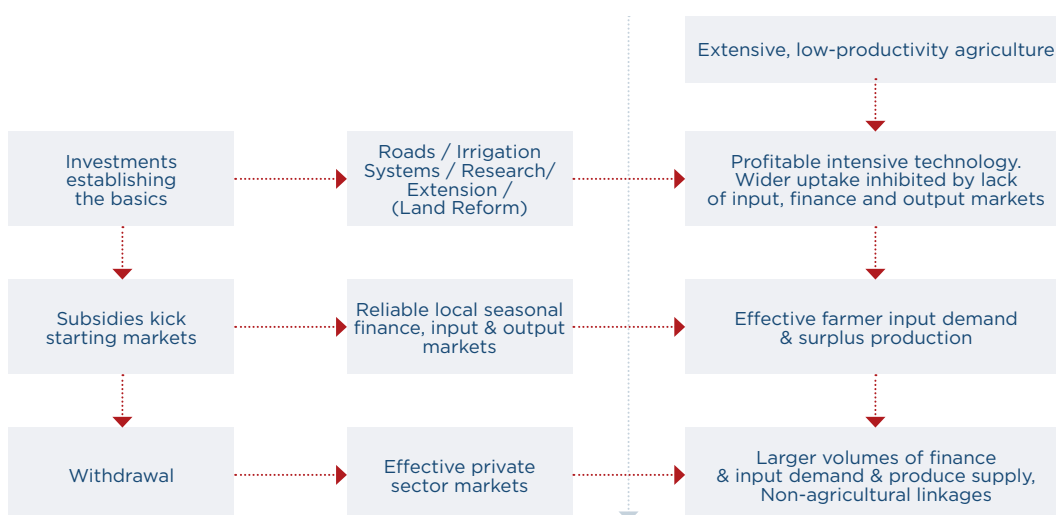 Extensive, low-productivity agriculture
Investments
establishing
the basics
Roads / Irrigation
Systems / Research/
Extension /
(Land Reform)
Profitable intensive technology.
Wider uptake inhibited by lack
of input, finance and output markets
Subsidies kick
starting markets
Reliable local seasonal
finance, input & output
markets
Effective farmer input demand
& surplus production
Withdrawal
Effective private
sector markets
Larger volumes of finance
& input demand & produce supply,
Non-agricultural linkages